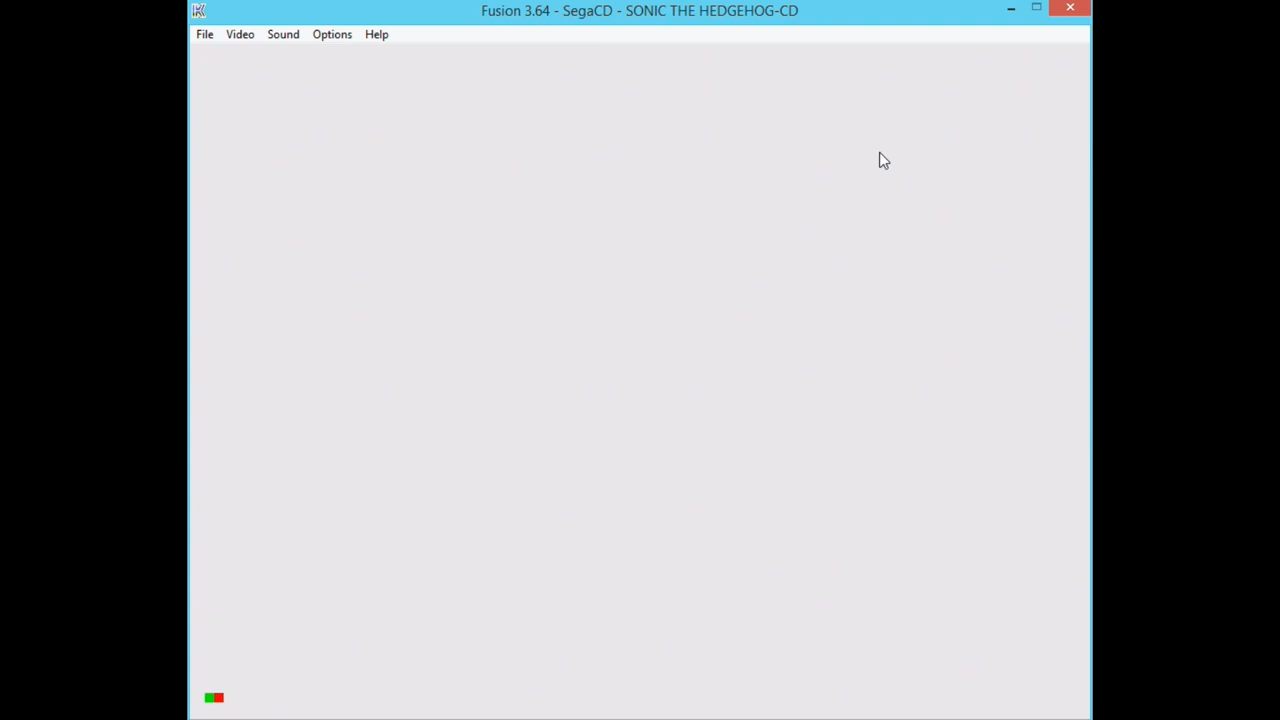 Fusion 3.64 - SegaCD - SONIC THE HEDGEHOG-CD
File Video Sound Options Help